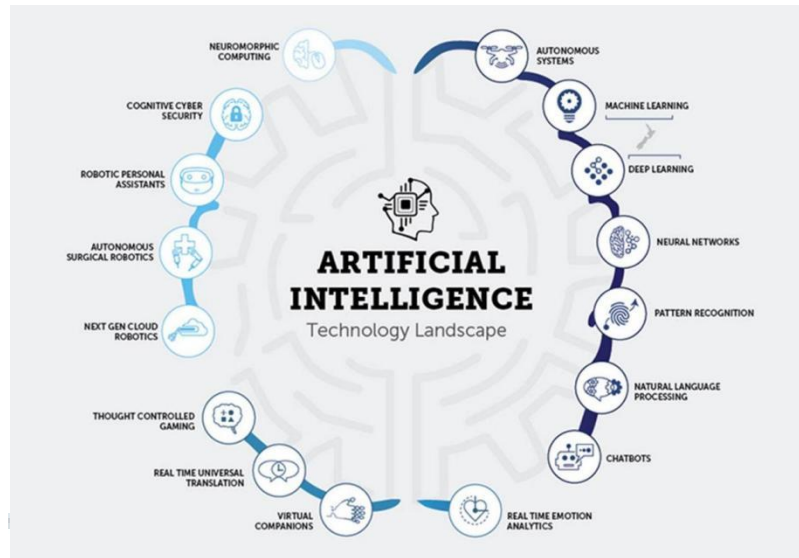 NEUROMORPHIC
COMPUTING
COGNITIVE CYBER
SECURITY
ROBOTIC PERSONAL
ASSISTANTS
AUTONOMOUS
SURGICAL ROBOTICS
NEXT GEN CLOUD
ROBOTICS
THOUGHT CONTROLLED
GAMING
REAL TIME UNIVERSAL
TRANSLATION
VIRTUAL
COMPANIONS
ARTIFICIAL
INTELLIGENCE
Technology Landscape
AUTONOMOUS
SYSTEMS
MACHINE LEARNING
DEEP LEARNING
NEURAL NETWORKS
PATTERN RECOGNITION
NATURAL LANGUAGE
PROCESSING
CHATBOTS
REAL TIME EMOTION
ANALYTICS